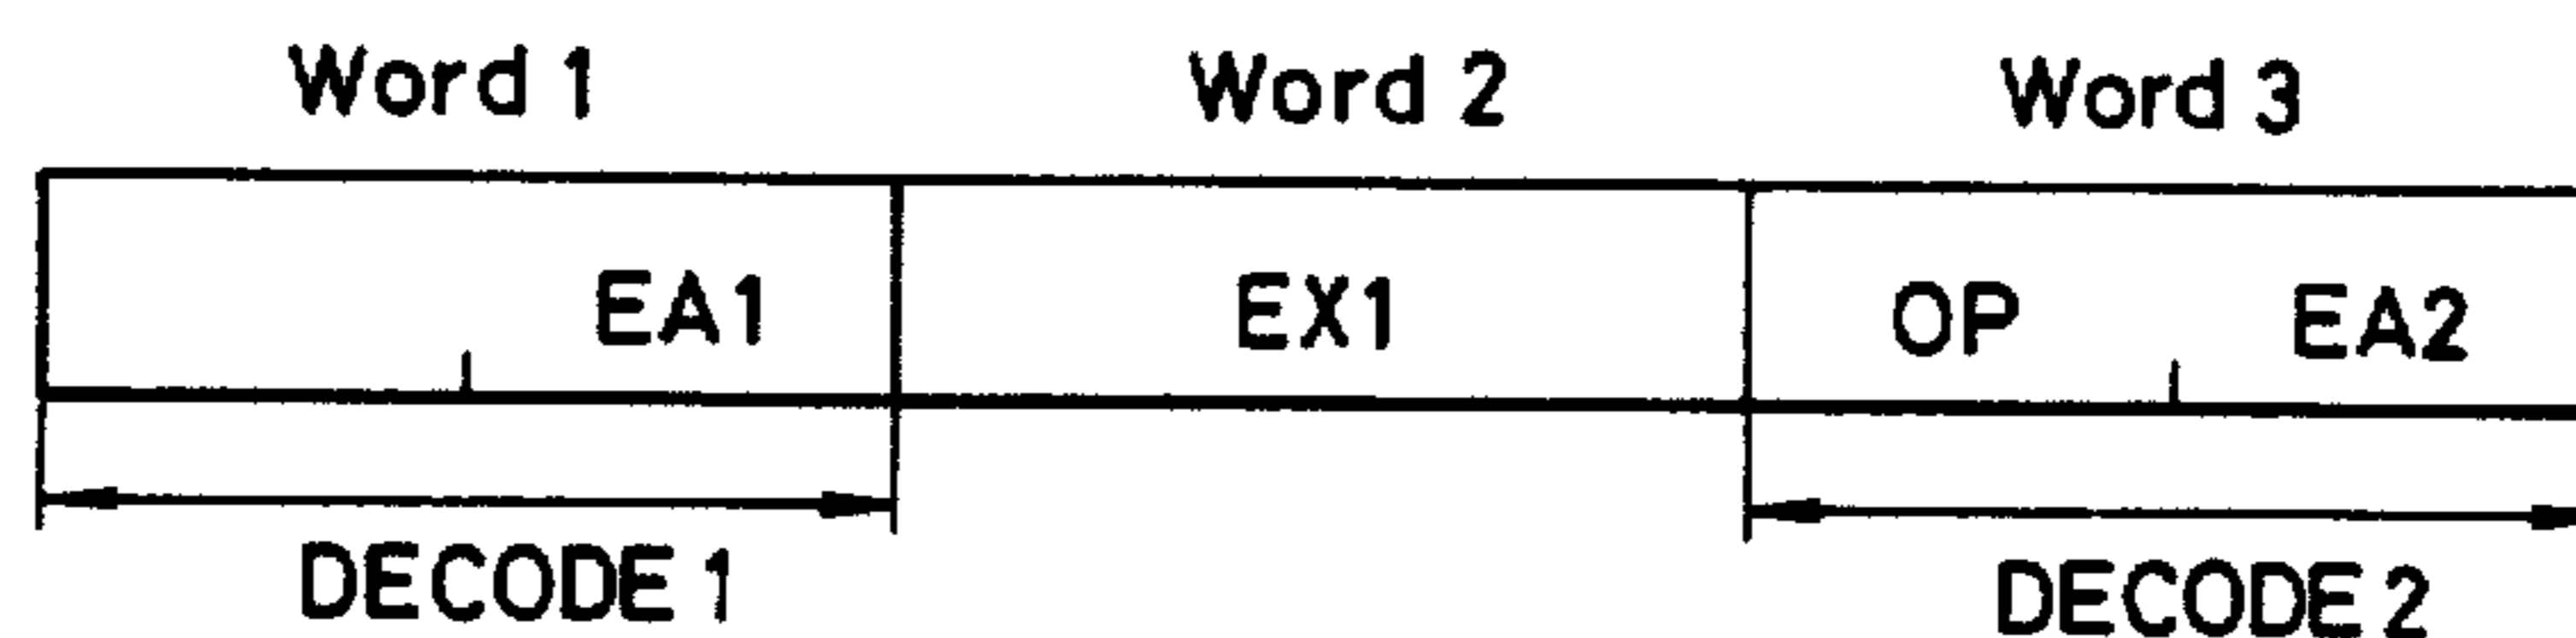 Word 1 Word 2 Word 3
EA1 EX1 OP EA2
DECODE 1 DECODE 2